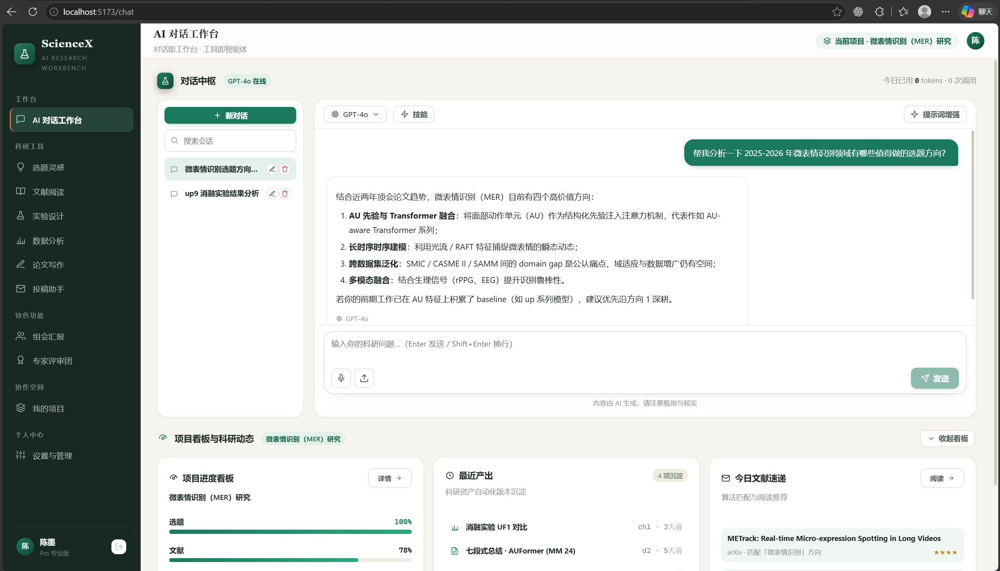 localhost:5173/chat
聊天
ScienceX
AI RESEARCH
WORKBENCH
工作台
AI 对话工作台
科研工具
选题灵感
文献阅读
实验设计
数据分析
论文写作
投稿助手
特色功能
组会汇报
专家评审团
协作空间
我的项目
个人中心
设置与管理
陈
陈墨
Pro 专业版
AI 对话工作台
对话即工作台 · 工具即智能体
当前项目 · 微表情识别（MER）研究
陈
对话中枢
GPT-4o 在线
今日已用 0 tokens · 0 次调用
+ 新对话
搜索会话
微表情识别选题方向...
up9 消融实验结果分析
GPT-4o
技能
提示词增强
帮我分析一下 2025-2026 年微表情识别领域有哪些值得做的选题方向？
结合近两年顶会论文趋势，微表情识别（MER）目前有四个高价值方向：
1. AU 先验与 Transformer 融合：将面部动作单元（AU）作为结构化先验注入注意力机制，代表作如 AU-
aware Transformer 系列；
2. 长时序时序建模：利用光流 / RAFT 特征捕捉微表情的瞬态动态；
3. 跨数据集泛化：SMIC / CASME II / SAMM 间的 domain gap 是公认痛点，域适应与数据增广仍有空间；
4. 多模态融合：结合生理信号（rPPG、EEG）提升识别鲁棒性。
若你的前期工作已在 AU 特征上积累了 baseline（如 up 系列模型），建议优先沿方向 1 深耕。
GPT-4o
输入你的科研问题...（Enter 发送 / Shift+Enter 换行）
发送
内容由 AI 生成，请注意甄别与核实
项目看板与科研动态
微表情识别（MER）研究
收起看板
项目进度看板
详情 →
微表情识别（MER）研究
选题
100%
文献
78%
最近产出
4 项沉淀
科研资产自动化版本沉淀
消融实验 UF1 对比
ch1 · 3天前
七段式总结 · AUFormer (MM 24)
d2 · 5天前
今日文献速递
阅读 →
算法匹配与阅读推荐
METrack: Real-time Micro-expression Spotting in Long Videos
arXiv · 匹配「微表情识别」方向
★★★★